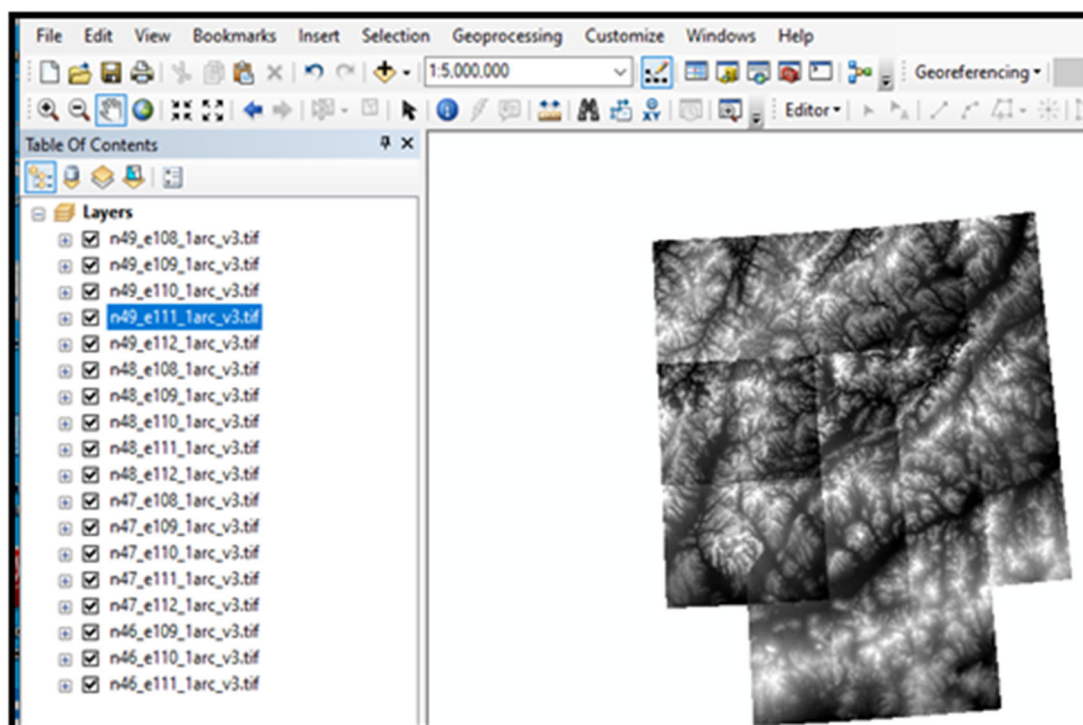 File Edit View Bookmarks Insert Selection Geoprocessing Customize Windows Help
1:5,000,000 Georeferencing
Editor
Table Of Contents
Layers
n49_e108_1arc_v3.tif
n49_e109_1arc_v3.tif
n49_e110_1arc_v3.tif
n49_e111_1arc_v3.tif
n49_e112_1arc_v3.tif
n48_e108_1arc_v3.tif
n48_e109_1arc_v3.tif
n48_e110_1arc_v3.tif
n48_e111_1arc_v3.tif
n48_e112_1arc_v3.tif
n47_e108_1arc_v3.tif
n47_e109_1arc_v3.tif
n47_e110_1arc_v3.tif
n47_e111_1arc_v3.tif
n47_e112_1arc_v3.tif
n46_e109_1arc_v3.tif
n46_e110_1arc_v3.tif
n46_e111_1arc_v3.tif